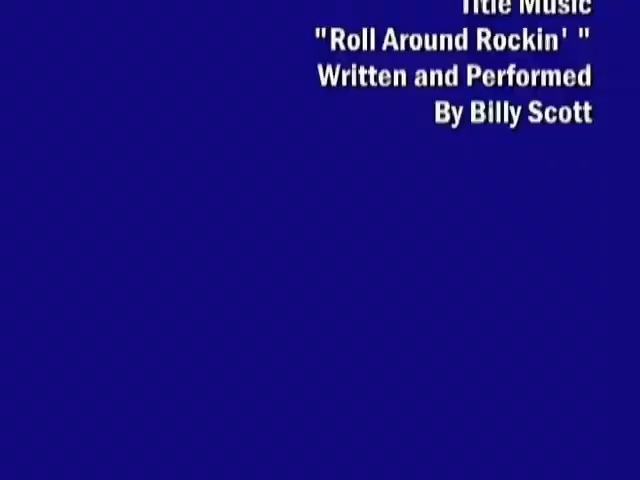 Title Music
"Roll Around Rockin' "
Written and Performed
By Billy Scott